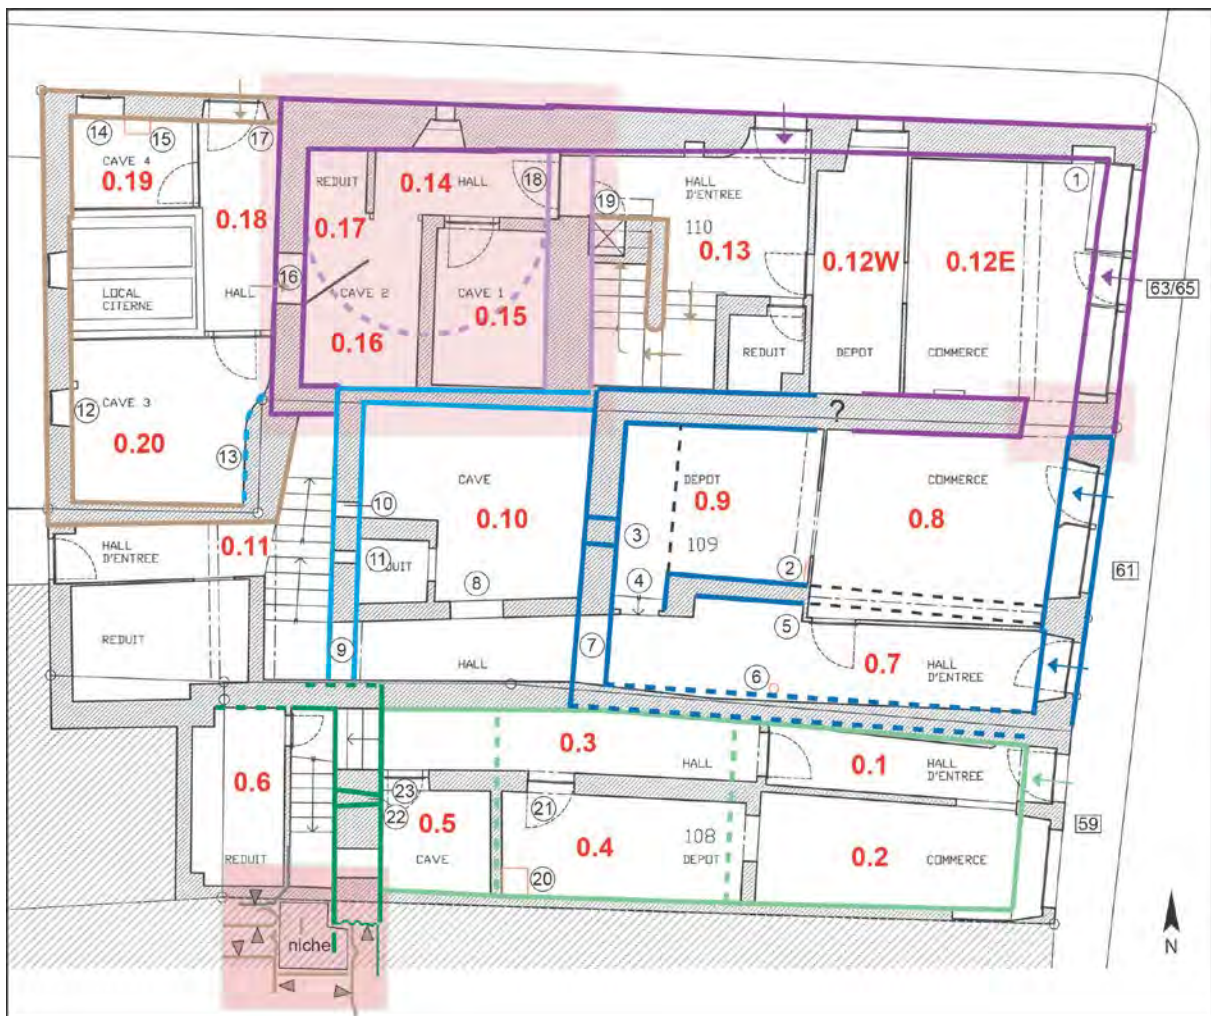 14
15
17
CAVE 4
0.19
0.18
REDUIT
0.14
HALL
18
0.17
19
HALL
D'ENTREE
110
0.13
1
0.12W
0.12E
16
LOCAL
CITERNE
HALL
CAVE 2
CAVE 1
0.15
0.16
63/65
REDUIT
DEPOT
COMMERCE
12
CAVE 3
0.20
13
?
CAVE
10
0.10
DEPOT
0.9
109
3
COMMERCE
0.8
HALL
D'ENTREE
0.11
11
UIT
8
4
2
5
61
REDUIT
9
HALL
7
6
0.7
HALL
D'ENTREE
0.3
HALL
0.1
HALL
D'ENTREE
0.6
23
22
0.5
CAVE
21
0.4
108
DEPOT
20
0.2
COMMERCE
59
REDUIT
niche
N